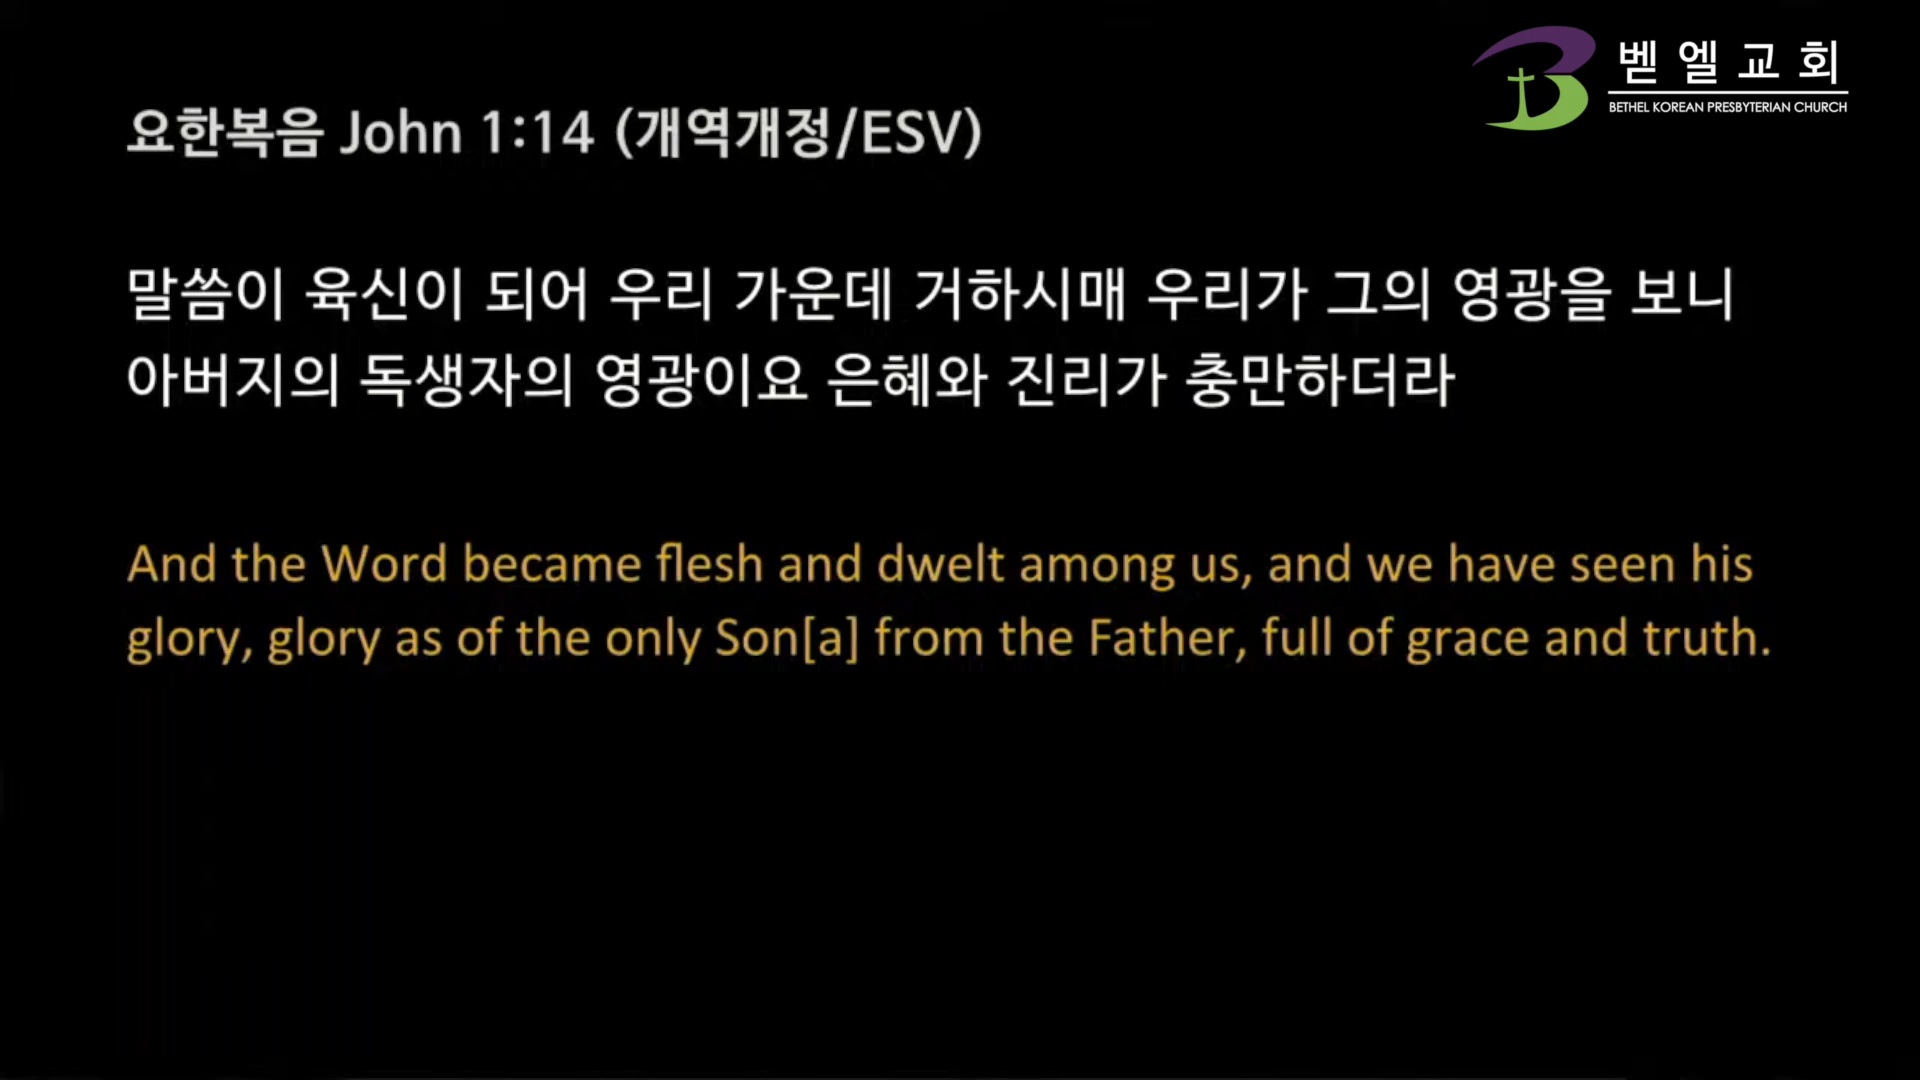 벧엘교회
BETHEL KOREAN PRESBYTERIAN CHURCH
요한복음 John 1:14 (개역개정/ESV)
말씀이 육신이 되어 우리 가운데 거하시매 우리가 그의 영광을 보니
아버지의 독생자의 영광이요 은혜와 진리가 충만하더라
And the Word became flesh and dwelt among us, and we have seen his
glory, glory as of the only Son[a] from the Father, full of grace and truth.